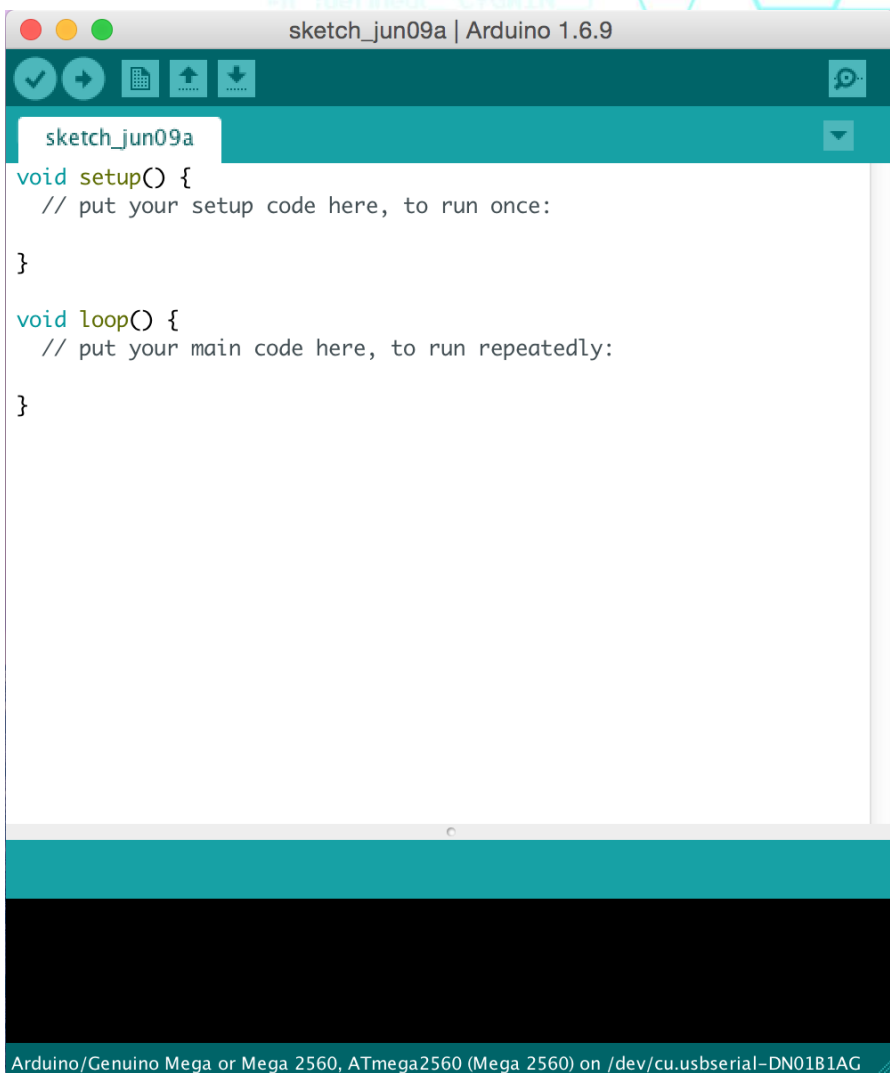 sketch_jun09a | Arduino 1.6.9
sketch_jun09a
void setup() {
// put your setup code here, to run once:
}
void loop() {
// put your main code here, to run repeatedly:
}
Arduino/Genuino Mega or Mega 2560, ATmega2560 (Mega 2560) on /dev/cu.usbserial-DN01B1AG